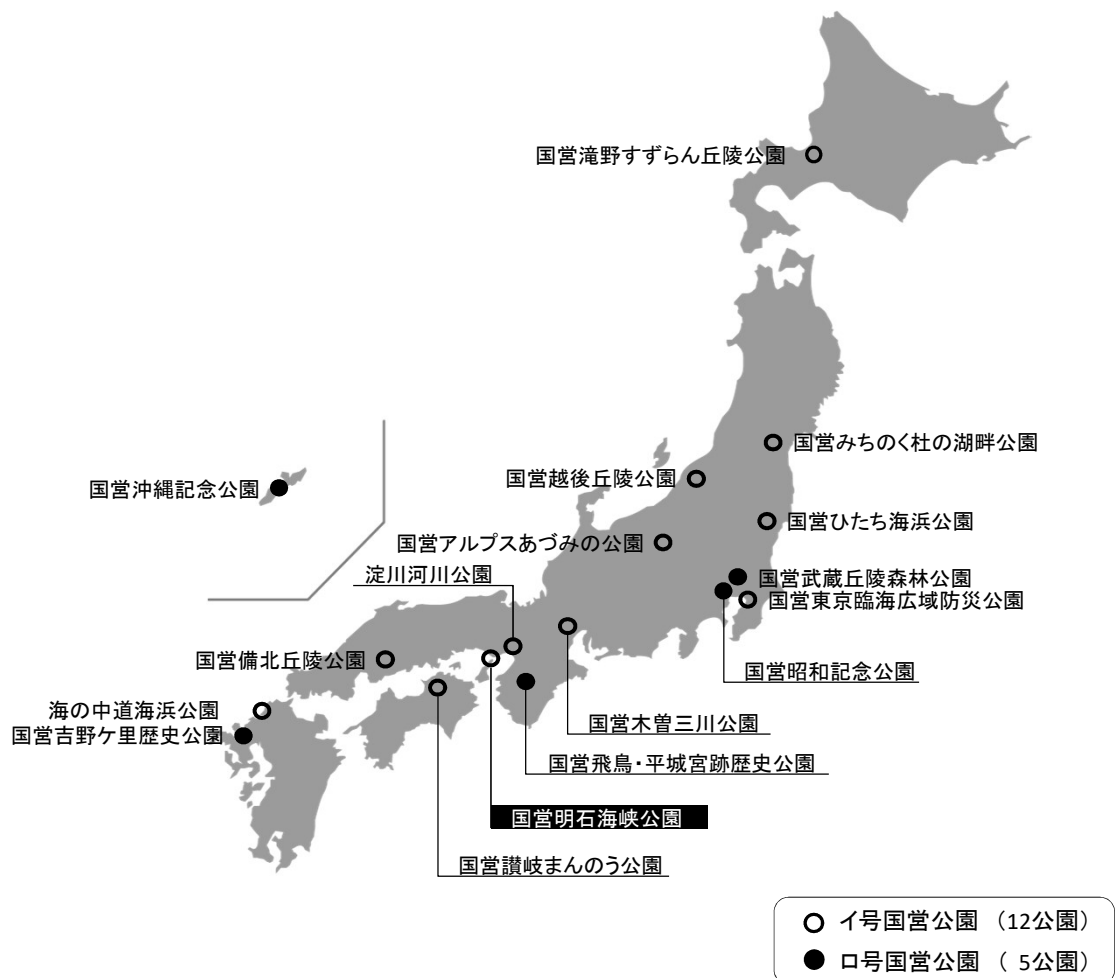 国営滝野すずらん丘陵公園
国営みちのく杜の湖畔公園
国営越後丘陵公園
国営沖縄記念公園
国営ひたち海浜公園
国営アルプスあづみの公園
淀川河川公園
国営武蔵丘陵森林公園
国営東京臨海広域防災公園
国営備北丘陵公園
国営昭和記念公園
海の中道海浜公園
国営木曽三川公園
国営吉野ケ里歴史公園
国営飛鳥・平城宮跡歴史公園
国営明石海峡公園
国営讃岐まんのう公園
イ号国営公園 （12公園）
ロ号国営公園 （ 5公園）